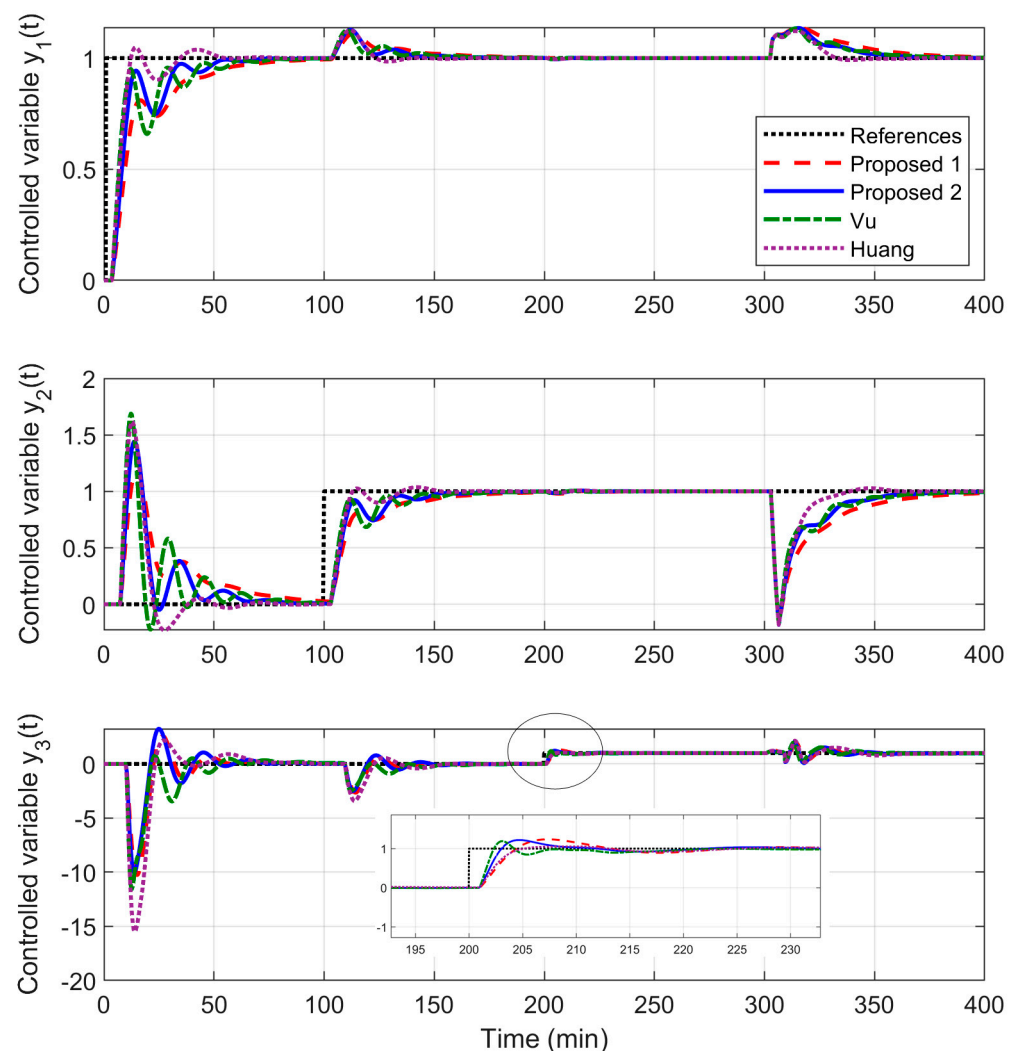 Controlled variable y1(t)
1
0.5
0
References
Proposed 1
Proposed 2
Vu
Huang
0 50 100 150 200 250 300 350 400
Controlled variable y2(t)
2
1.5
1
0.5
0
0 50 100 150 200 250 300 350 400
Controlled variable y3(t)
0
-5
-10
-15
-20
1
0
-1
195 200 205 210 215 220 225 230
0 50 100 150 200 250 300 350 400
Time (min)